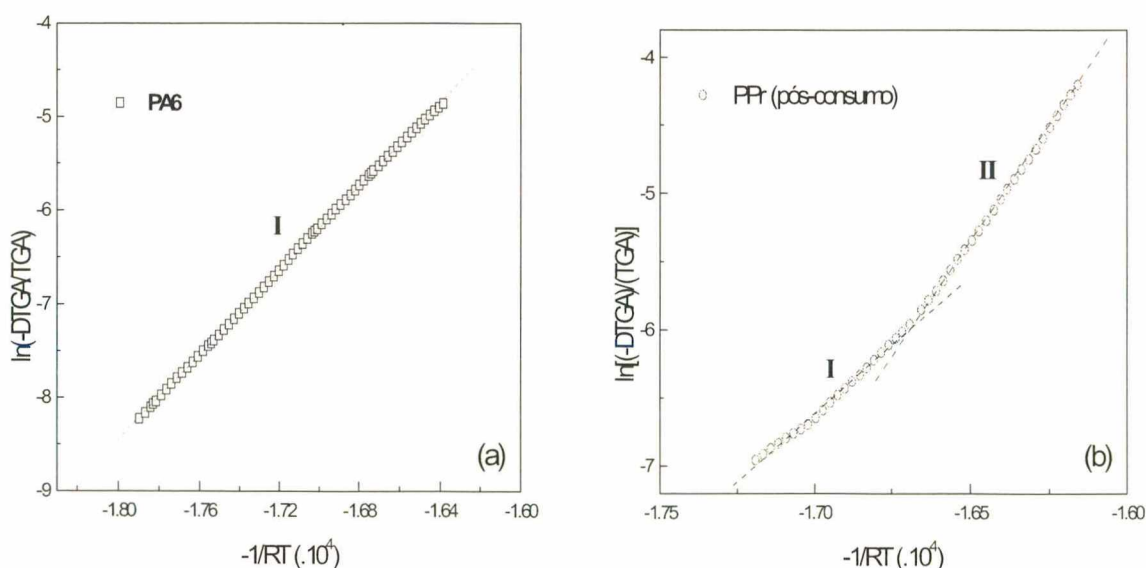 -4
-5
-6
-7
-8
-9
PA6
I
(a)
-1.80
-1.76
-1.72
-1.68
-1.64
-1.60
-1/RT (.10⁴)
ln(-DTGA/TGA)
-4
-5
-6
-7
PPr (pós-consumo)
II
I
(b)
-1.75
-1.70
-1.65
-1.60
-1/RT (.10⁴)
ln[(-DTGA)/(TGA)]